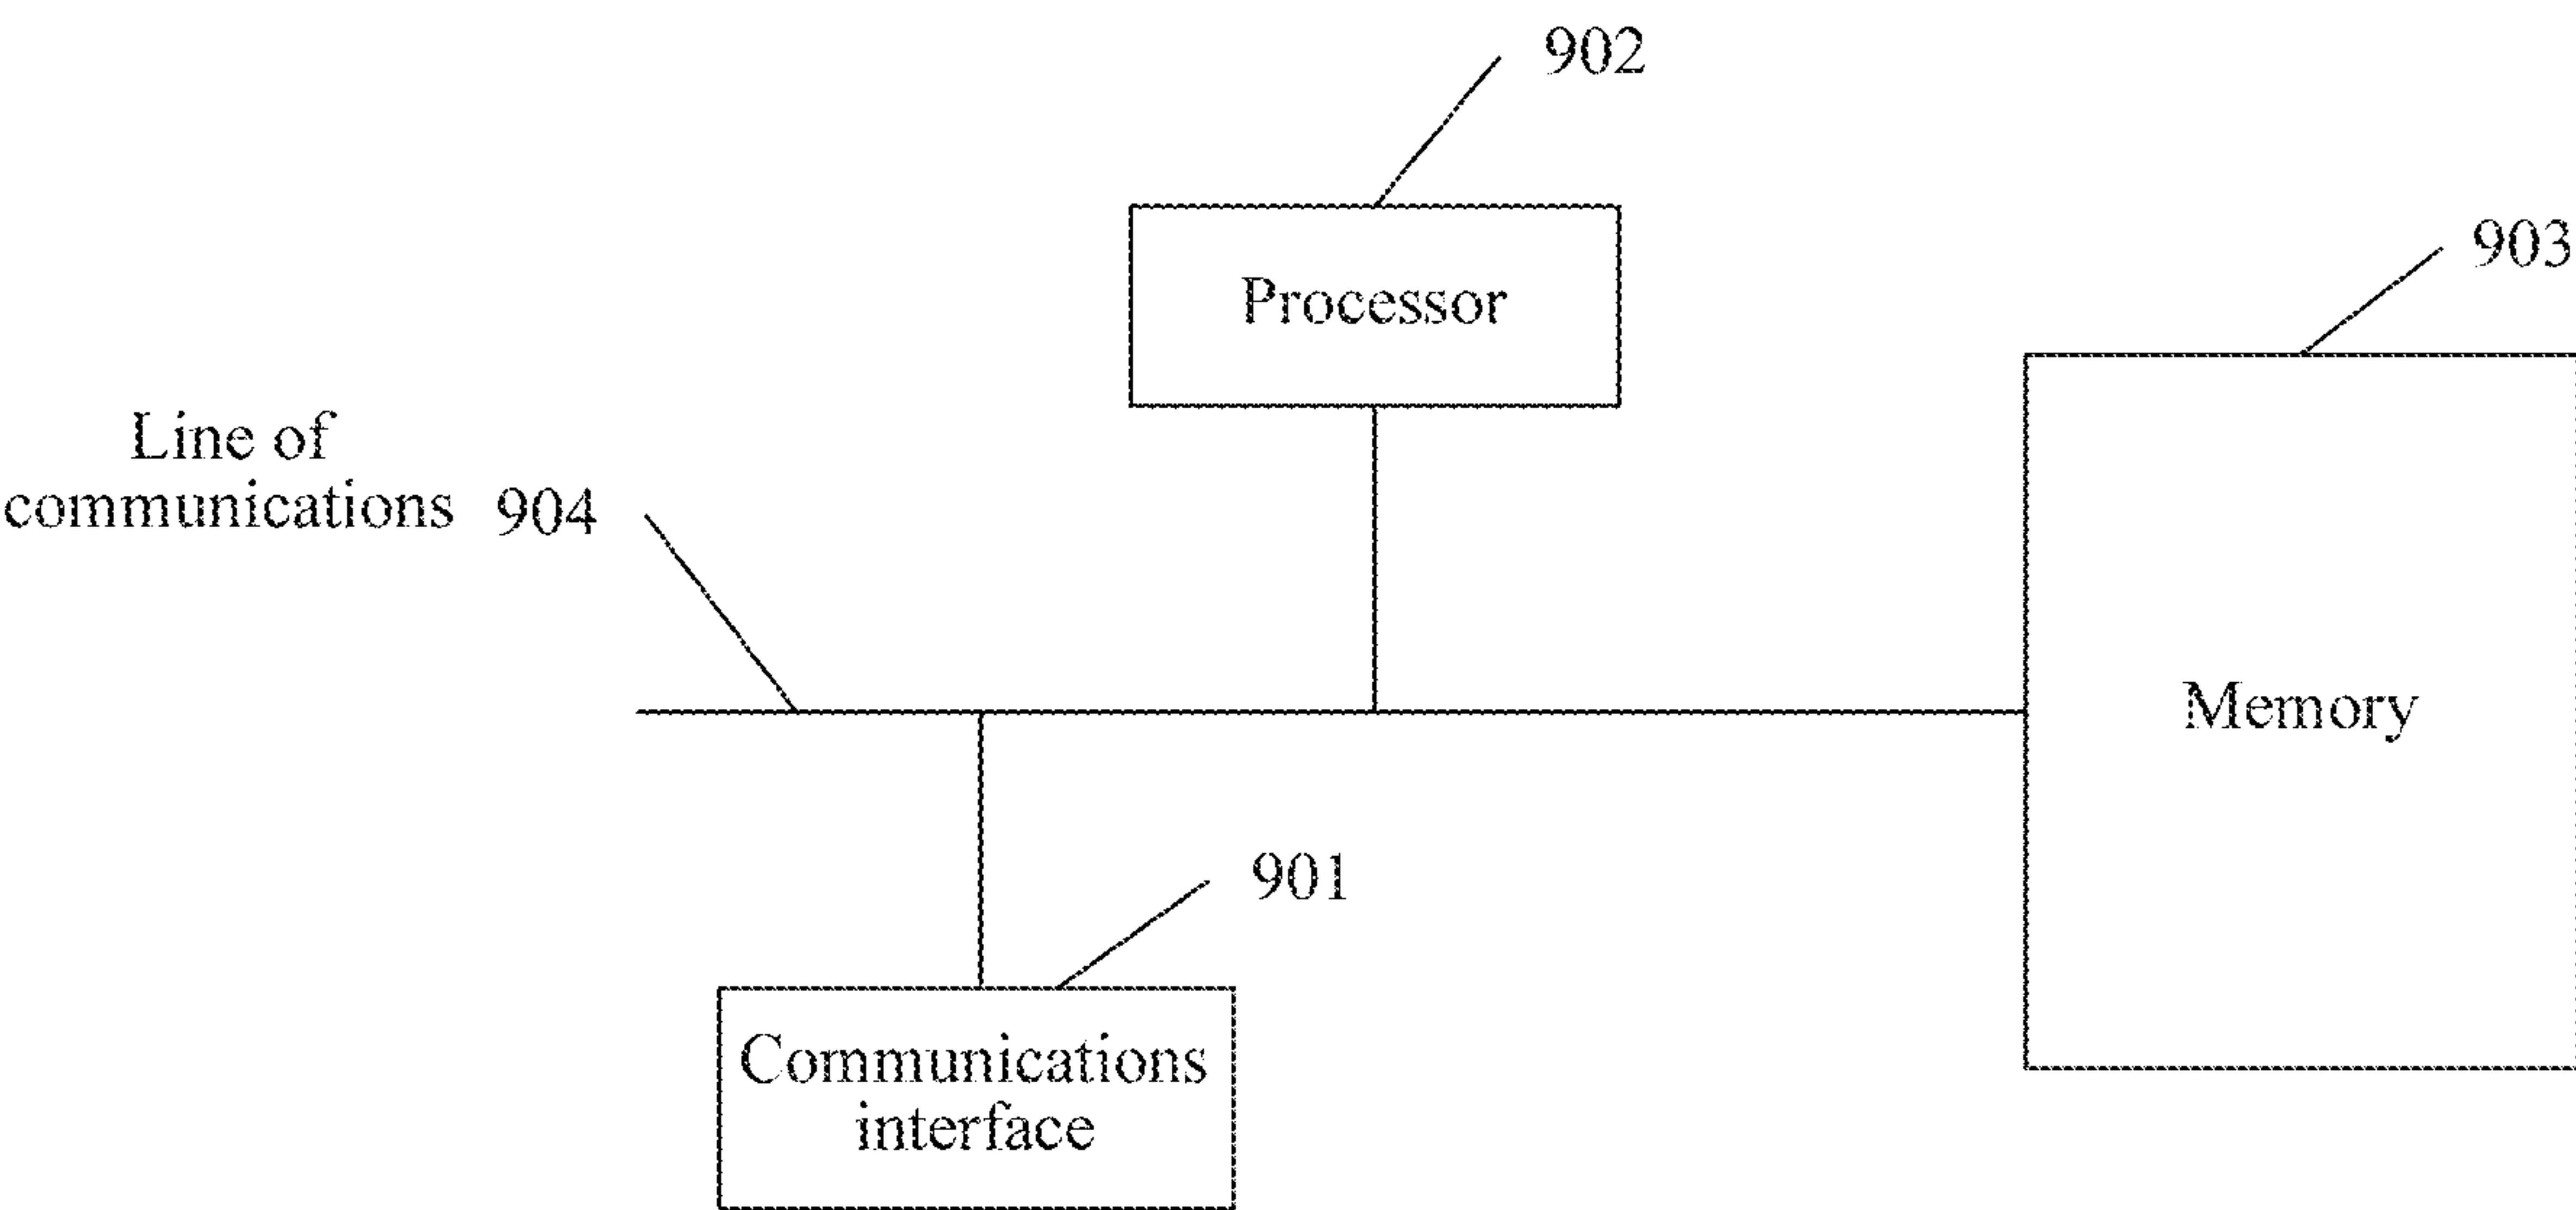 902
Processor
903
Line of
communications 904
Memory
901
Communications
interface